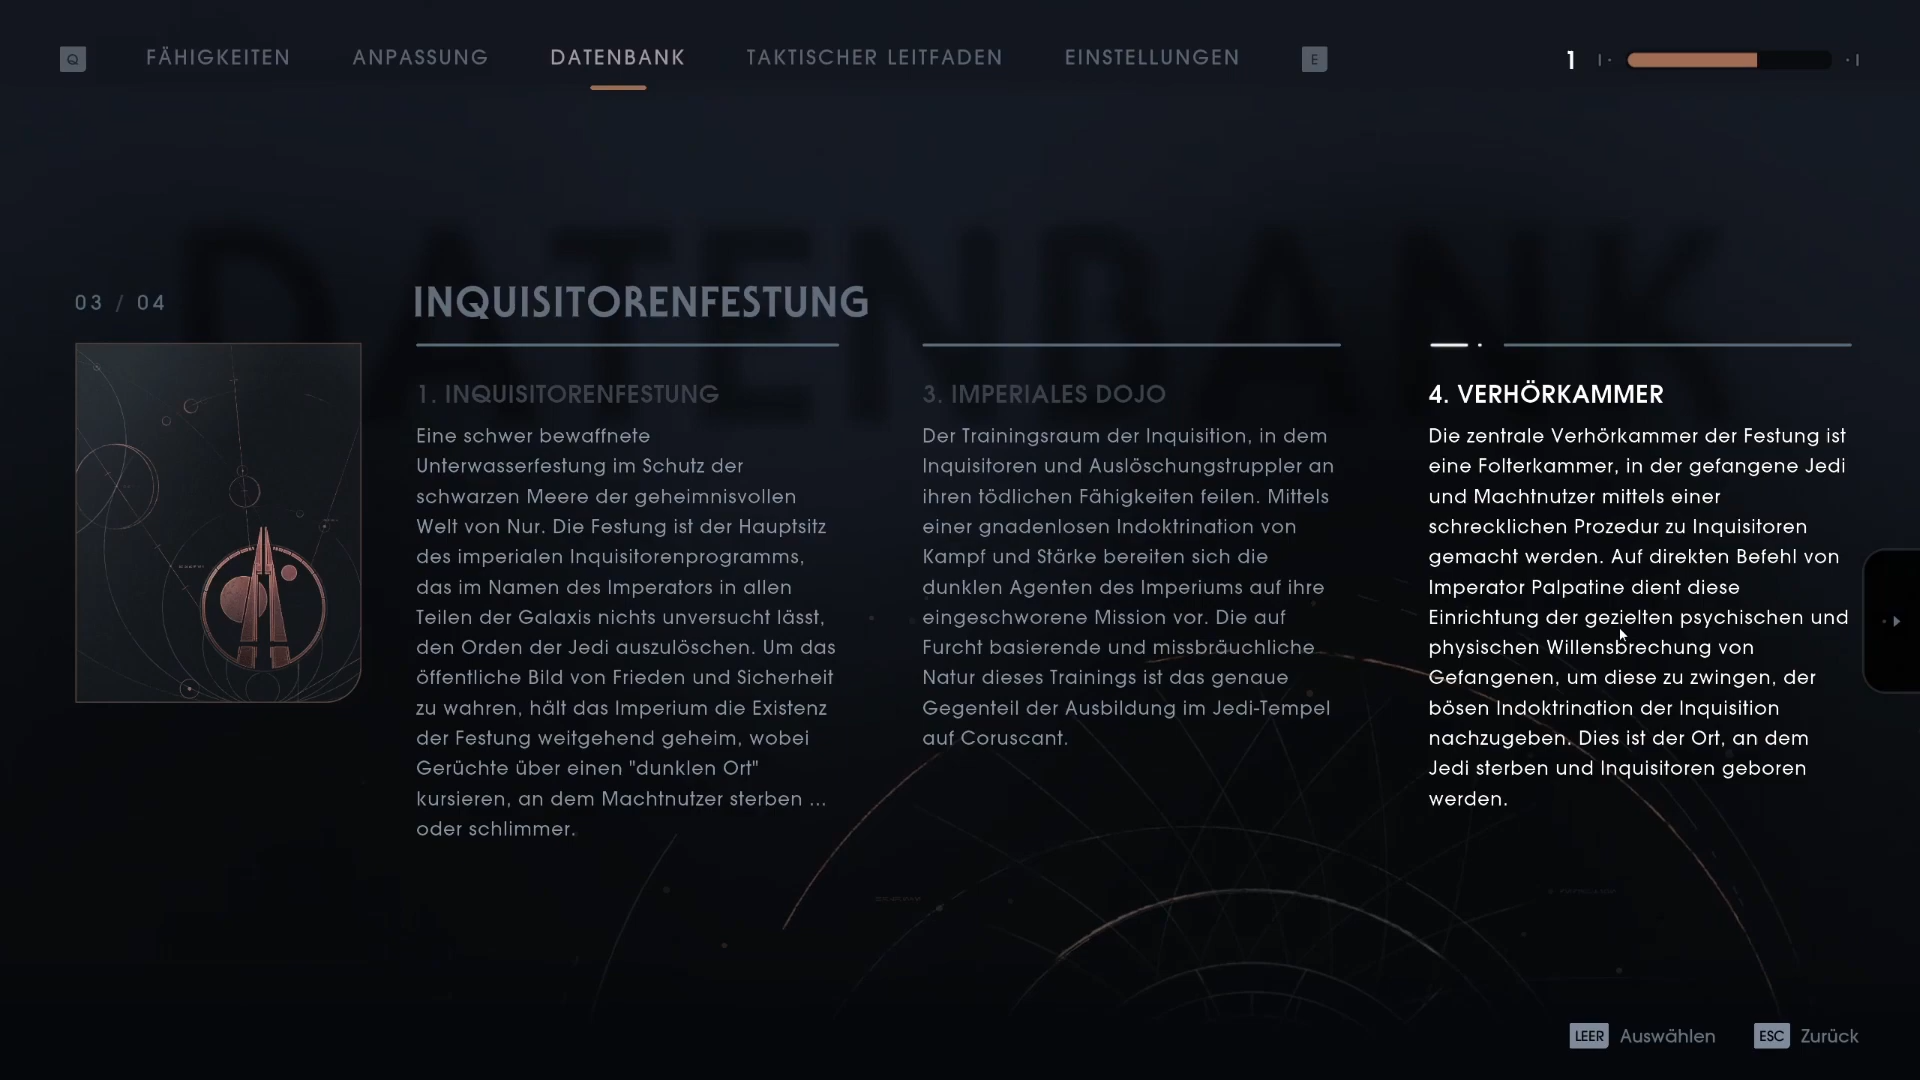 Q FÄHIGKEITEN ANPASSUNG DATENBANK TAKTISCHER LEITFADEN EINSTELLUNGEN E 1
DATENBANK
03 / 04
INQUISITORENFESTUNG
1. INQUISITORENFESTUNG
Eine schwer bewaffnete
Unterwasserfestung im Schutz der
schwarzen Meere der geheimnisvollen
Welt von Nur. Die Festung ist der Hauptsitz
des imperialen Inquisitorenprogramms,
das im Namen des Imperators in allen
Teilen der Galaxis nichts unversucht lässt,
den Orden der Jedi auszulöschen. Um das
öffentliche Bild von Frieden und Sicherheit
zu wahren, hält das Imperium die Existenz
der Festung weitgehend geheim, wobei
Gerüchte über einen "dunklen Ort"
kursieren, an dem Machtnutzer sterben ...
oder schlimmer.
3. IMPERIALES DOJO
Der Trainingsraum der Inquisition, in dem
Inquisitoren und Auslöschungstruppler an
ihren tödlichen Fähigkeiten feilen. Mittels
einer gnadenlosen Indoktrination von
Kampf und Stärke bereiten sich die
dunklen Agenten des Imperiums auf ihre
eingeschworene Mission vor. Die auf
Furcht basierende und missbräuchliche
Natur dieses Trainings ist das genaue
Gegenteil der Ausbildung im Jedi-Tempel
auf Coruscant.
4. VERHÖRKAMMER
Die zentrale Verhörkammer der Festung ist
eine Folterkammer, in der gefangene Jedi
und Machtnutzer mittels einer
schrecklichen Prozedur zu Inquisitoren
gemacht werden. Auf direkten Befehl von
Imperator Palpatine dient diese
Einrichtung der gezielten psychischen und
physischen Willensbrechung von
Gefangenen, um diese zu zwingen, der
bösen Indoktrination der Inquisition
nachzugeben. Dies ist der Ort, an dem
Jedi sterben und Inquisitoren geboren
werden.
LEER Auswählen ESC Zurück